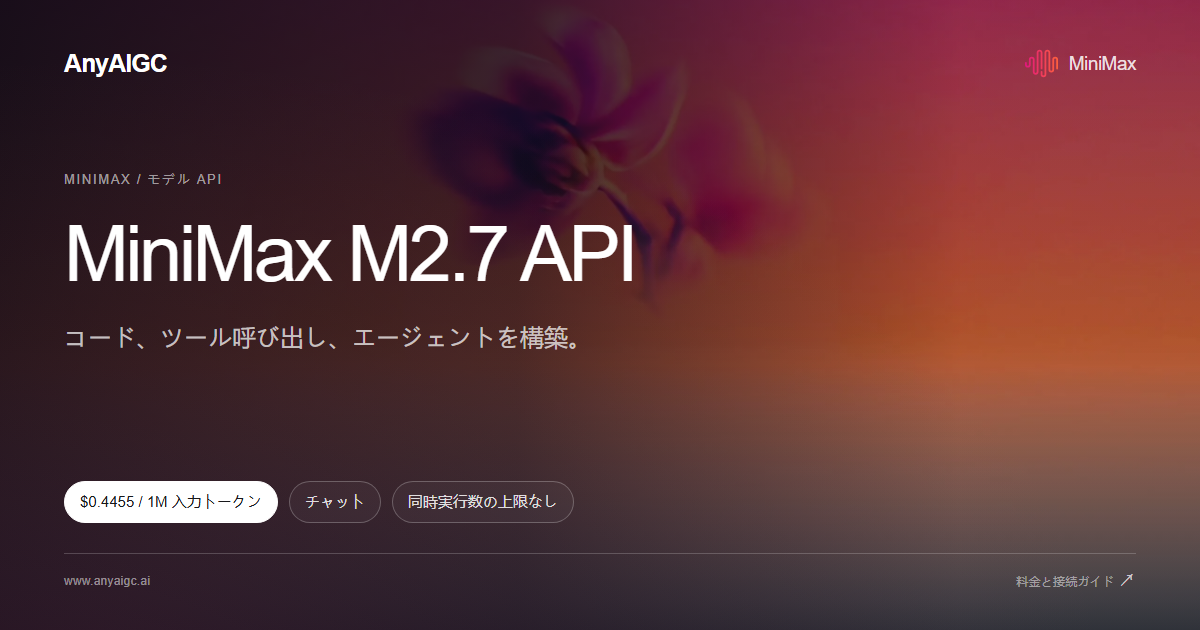 AnyAIGC
MiniMax
MINIMAX / モデル API
MiniMax M2.7 API
コード、ツール呼び出し、エージェントを構築。
$0.4455 / 1M 入力トークン
チャット
同時実行数の上限なし
www.anyaigc.ai
料金と接続ガイド ↗